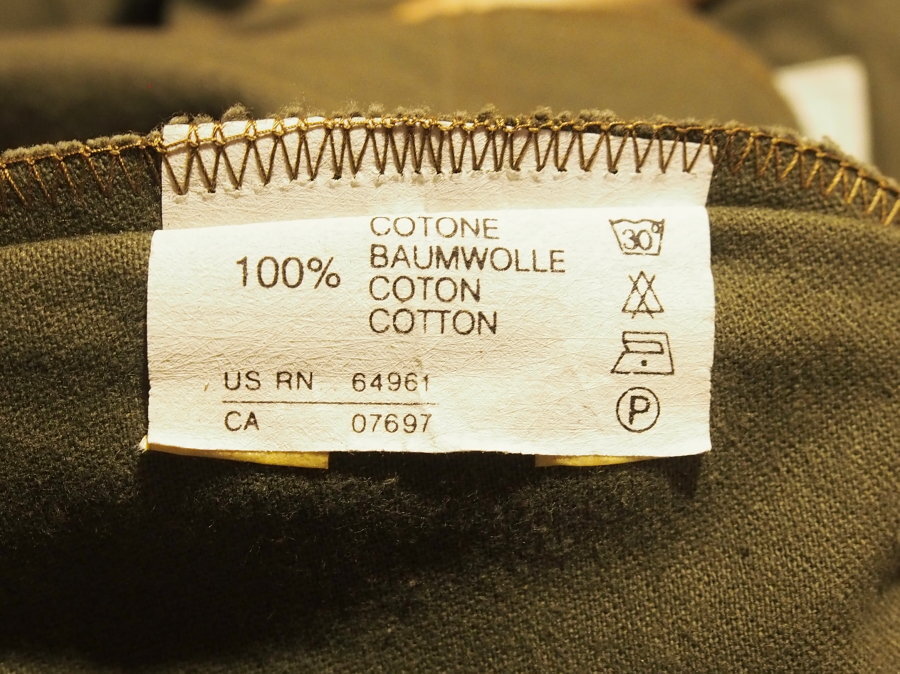 COTONE
BAUMWOLLE
100% COTON
COTTON
US RN 64961
CA 07697
30°
P